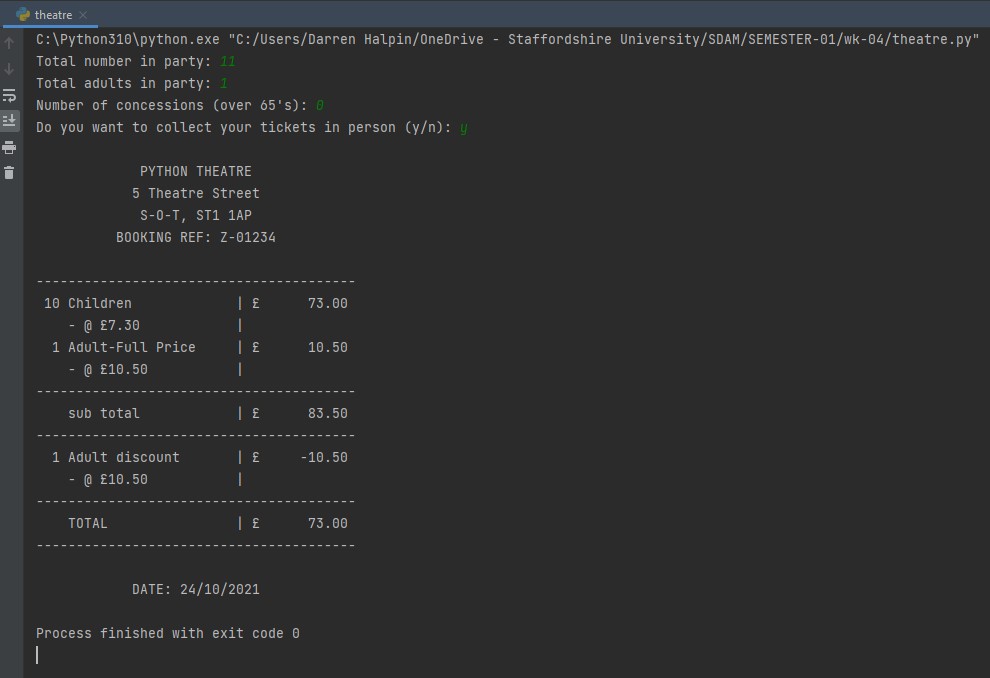 theatre
C:\Python310\python.exe "C:/Users/Darren Halpin/OneDrive - Staffordshire University/SDAM/SEMESTER-01/wk-04/theatre.py"
Total number in party: 11
Total adults in party: 1
Number of concessions (over 65's): 0
Do you want to collect your tickets in person (y/n): y
PYTHON THEATRE
5 Theatre Street
S-O-T, ST1 1AP
BOOKING REF: Z-01234
----------------------------------------
10 Children | £ 73.00
- @ £7.30 |
1 Adult-Full Price | £ 10.50
- @ £10.50 |
----------------------------------------
sub total | £ 83.50
----------------------------------------
1 Adult discount | £ -10.50
- @ £10.50 |
----------------------------------------
TOTAL | £ 73.00
----------------------------------------
DATE: 24/10/2021
Process finished with exit code 0